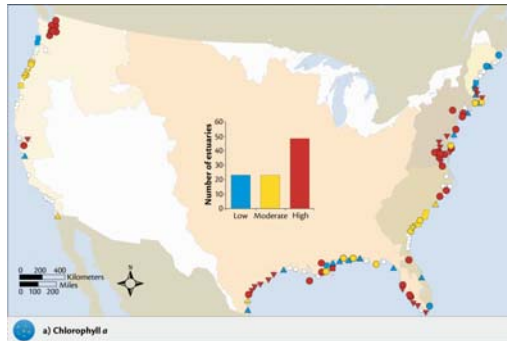 60
50
40
30
20
10
0
Number of estuaries
Low Moderate High
N
0 200 400
Kilometers
Miles
0 100 200
a) Chlorophyll a